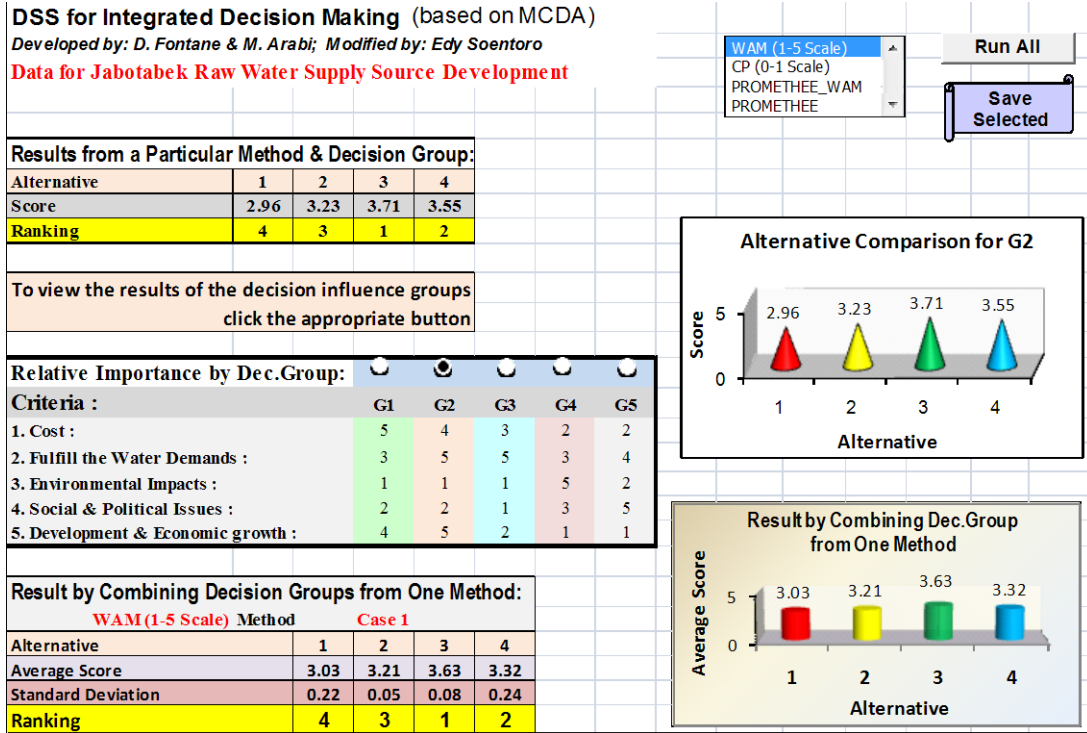 DSS for Integrated Decision Making (based on MCDA)
Developed by: D. Fontane & M. Arabi; Modified by: Edy Soentoro
Data for Jabotabek Raw Water Supply Source Development
WAM (1-5 Scale)
CP (0-1 Scale)
PROMETHEE_WAM
PROMETHEE
Run All
Save
Selected
Results from a Particular Method & Decision Group:
Alternative 1 2 3 4
Score 2.96 3.23 3.71 3.55
Ranking 4 3 1 2
To view the results of the decision influence groups
click the appropriate button
Relative Importance by Dec.Group:
Criteria : G1 G2 G3 G4 G5
1. Cost : 5 4 3 2 2
2. Fulfill the Water Demands : 3 5 5 3 4
3. Environmental Impacts : 1 1 1 5 2
4. Social & Political Issues : 2 2 1 3 5
5. Development & Economic growth : 4 5 2 1 1
Result by Combining Decision Groups from One Method:
WAM (1-5 Scale) Method Case 1
Alternative 1 2 3 4
Average Score 3.03 3.21 3.63 3.32
Standard Deviation 0.22 0.05 0.08 0.24
Ranking 4 3 1 2
Alternative Comparison for G2
Score
5
0
2.96 3.23 3.71 3.55
1 2 3 4
Alternative
Result by Combining Dec.Group
from One Method
Average Score
5
0
3.03 3.21 3.63 3.32
1 2 3 4
Alternative